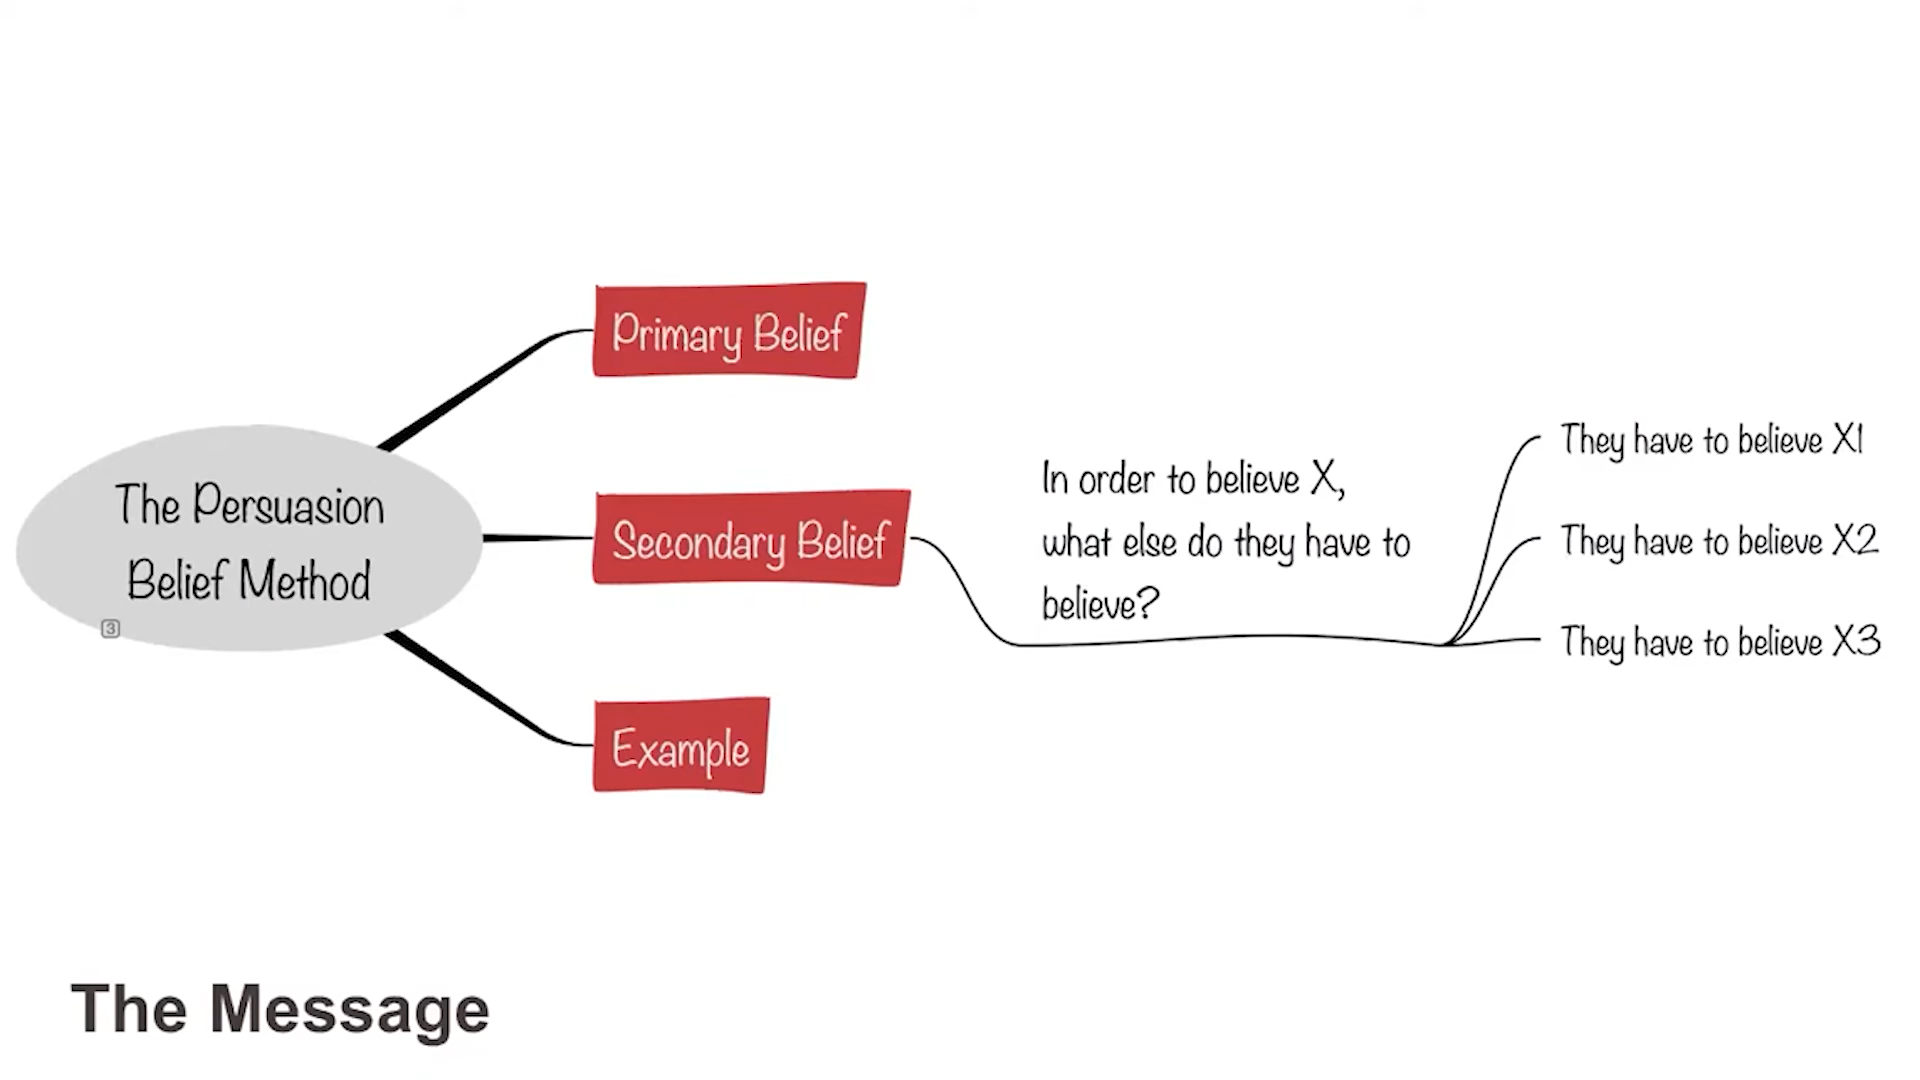 The Persuasion
Belief Method
3
Primary Belief
Secondary Belief
In order to believe X,
what else do they have to
believe?
They have to believe X1
They have to believe X2
They have to believe X3
Example
The Message